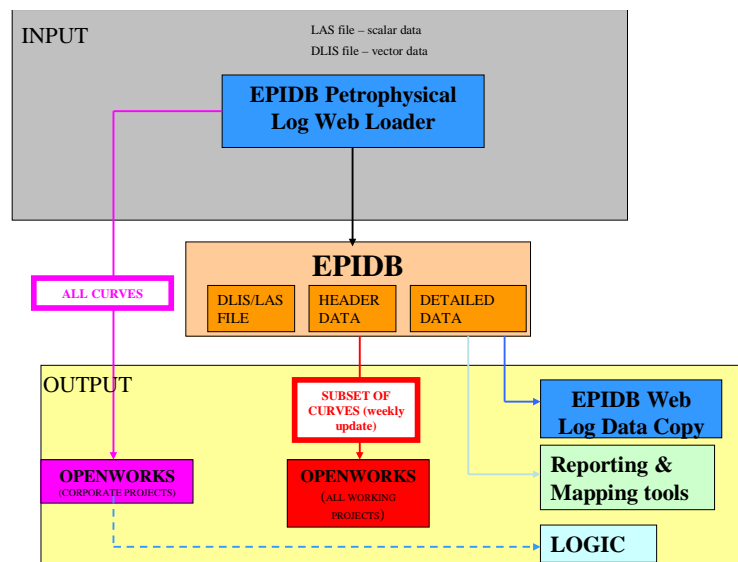 INPUT
LAS file – scalar data
DLIS file – vector data
EPIDB Petrophysical
Log Web Loader
EPIDB
DLIS/LAS
FILE
HEADER
DATA
DETAILED
DATA
ALL CURVES
OUTPUT
SUBSET OF
CURVES (weekly
update)
EPIDB Web
Log Data Copy
OPENWORKS
(CORPORATE PROJECTS)
OPENWORKS
(ALL WORKING
PROJECTS)
Reporting &
Mapping tools
LOGIC